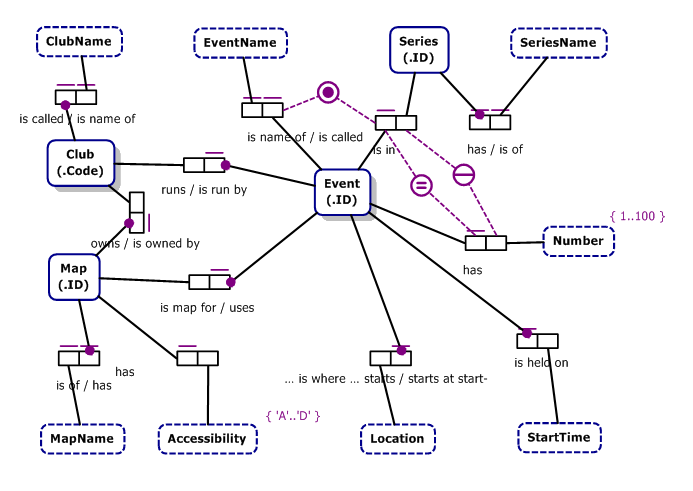 ClubName
EventName
Series
(.ID)
SeriesName
is called / is name of
is name of / is called
is in
has / is of
Club
(.Code)
runs / is run by
Event
(.ID)
{ 1..100 }
owns / is owned by
Number
has
Map
(.ID)
is map for / uses
is held on
has
is of / has
... is where ... starts / starts at start-
{ 'A'..'D' }
MapName
Accessibility
Location
StartTime